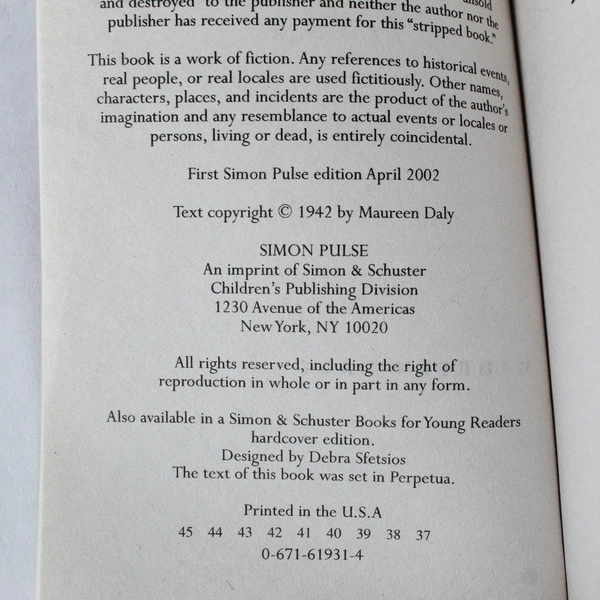 and destroyed" to the publisher and neither the author nor the
publisher has received any payment for this "stripped book."
This book is a work of fiction. Any references to historical events,
real people, or real locales are used fictitiously. Other names,
characters, places, and incidents are the product of the author's
imagination and any resemblance to actual events or locales or
persons, living or dead, is entirely coincidental.
First Simon Pulse edition April 2002
Text copyright © 1942 by Maureen Daly
SIMON PULSE
An imprint of Simon & Schuster
Children's Publishing Division
1230 Avenue of the Americas
New York, NY 10020
All rights reserved, including the right of
reproduction in whole or in part in any form.
Also available in a Simon & Schuster Books for Young Readers
hardcover edition.
Designed by Debra Sfetsios
The text of this book was set in Perpetua.
Printed in the U.S.A
45 44 43 42 41 40 39 38 37
0-671-61931-4